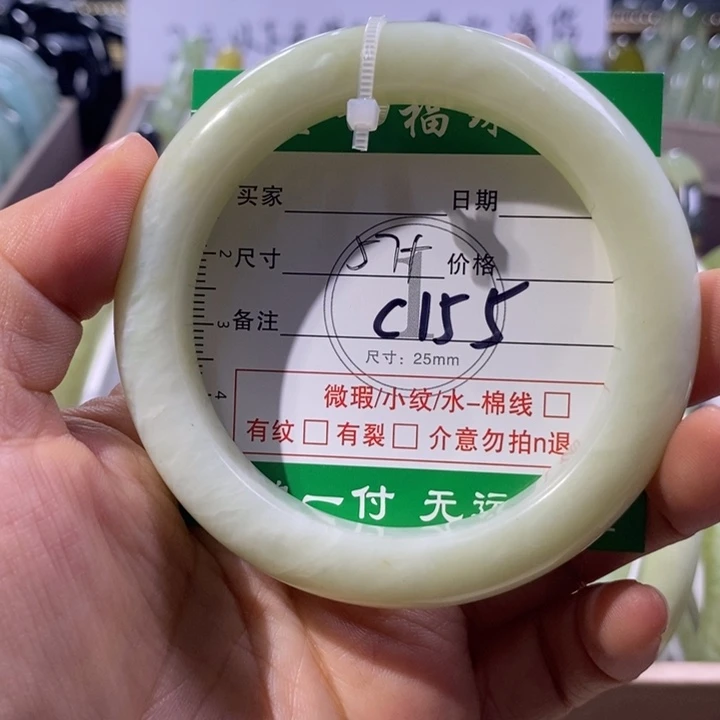 福
买家 日期
2 尺寸 57+ 价格
C155
3 备注
尺寸：25mm
4
微瑕/小纹/水-棉线 □
有纹 □ 有裂 □ 介意勿拍n退
一付 无运